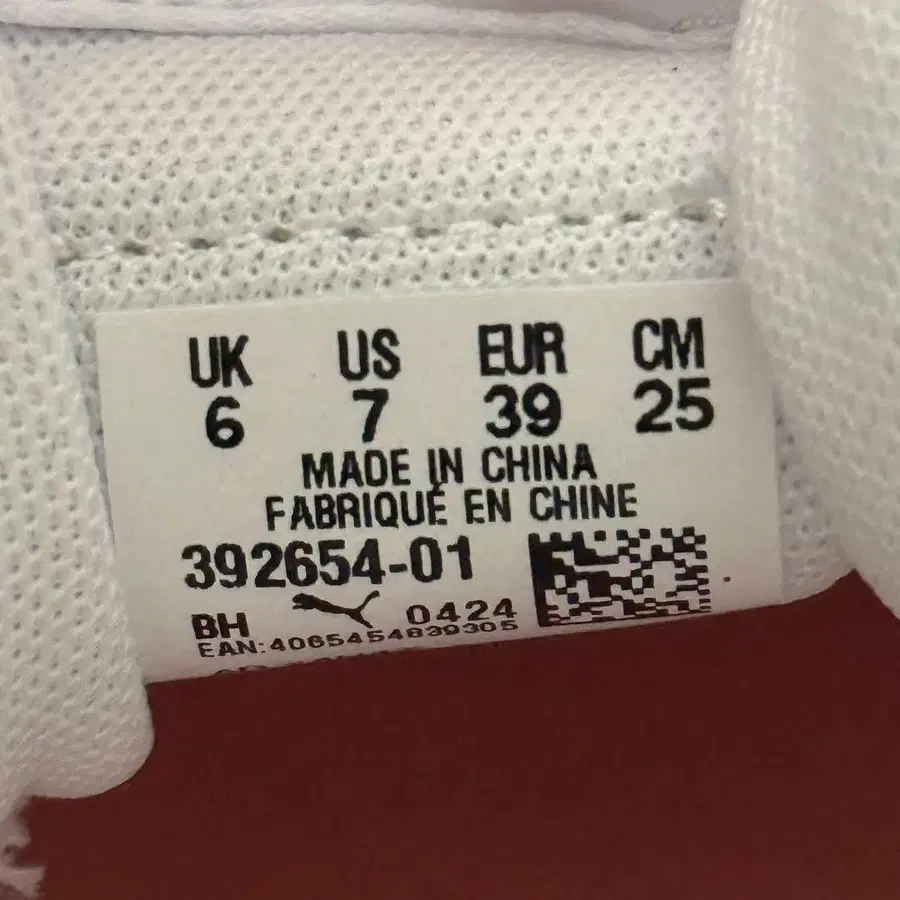 UK US EUR CM
6 7 39 25
MADE IN CHINA
FABRIQUÉ EN CHINE
392654-01
BH 0424
EAN:4065454839305